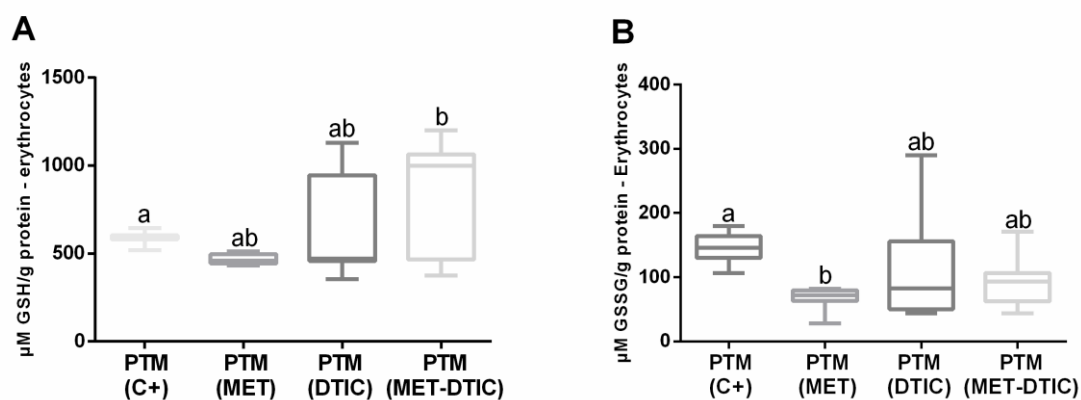 A
µM GSH/g protein - erythrocytes
1500
1000
500
0
a
ab
ab
b
PTM
(C+)
PTM
(MET)
PTM
(DTIC)
PTM
(MET-DTIC)
B
µM GSSG/g protein - Erythrocytes
400
300
200
100
0
a
b
ab
ab
PTM
(C+)
PTM
(MET)
PTM
(DTIC)
PTM
(MET-DTIC)